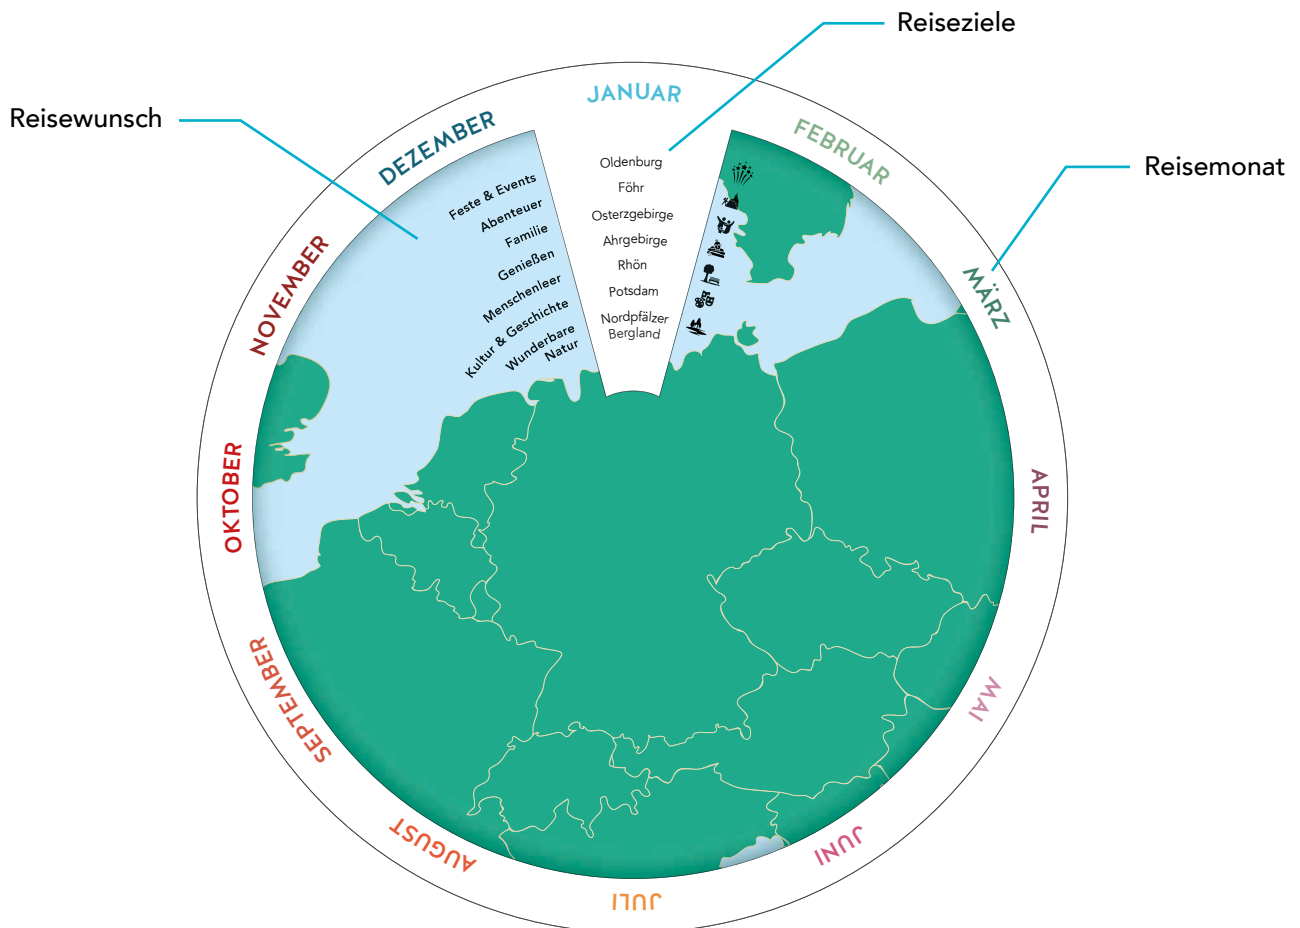 Reiseziele
Reisewunsch
Reisemonat
JANUAR
FEBRUAR
MÄRZ
APRIL
MAI
JUNI
JULI
AUGUST
SEPTEMBER
OKTOBER
NOVEMBER
DEZEMBER
Feste & Events
Abenteuer
Familie
Genießen
Menschenleer
Kultur & Geschichte
Wunderbare
Natur
Oldenburg
Föhr
Osterzgebirge
Ahrgebirge
Rhön
Potsdam
Nordpfälzer
Bergland